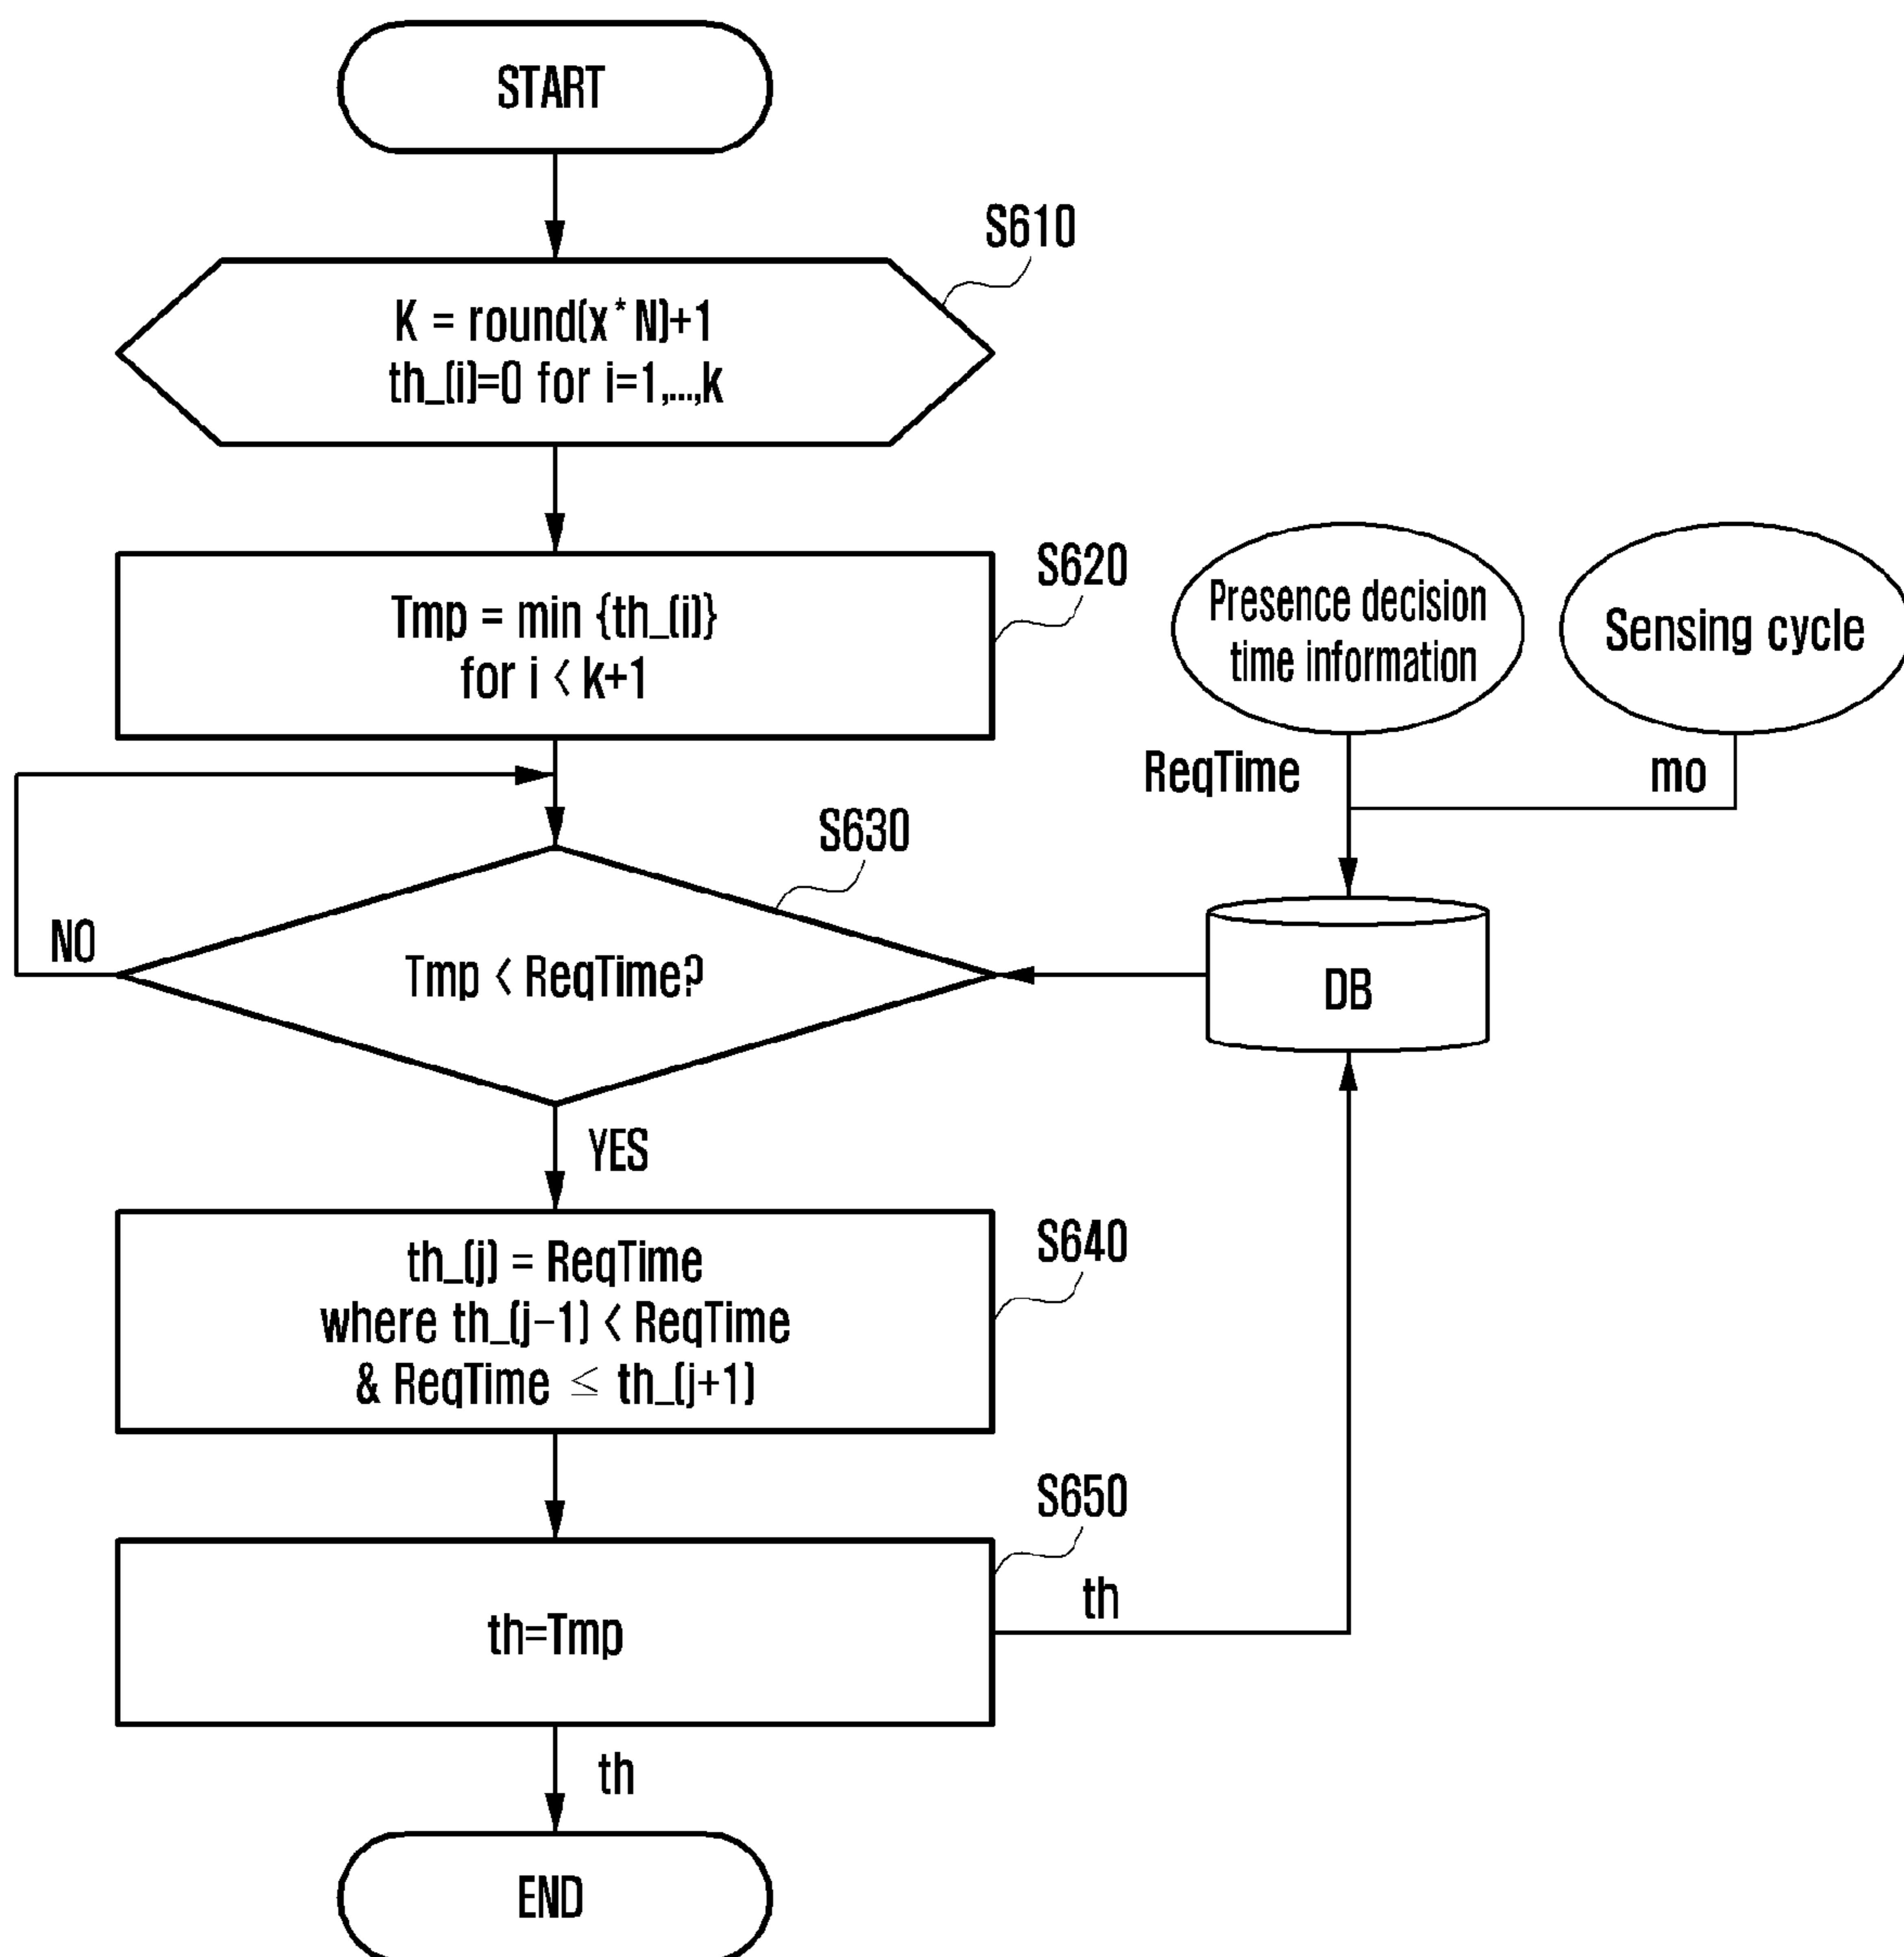 START
S610
K = round(x*N)+1
th_(i)=0 for i=1,...,k
S620
Tmp = min {th_(i)}
for i < k+1
Presence decision
time information
Sensing cycle
ReqTime
mo
S630
NO
Tmp < ReqTime?
DB
YES
S640
th_(j) = ReqTime
where th_(j-1) < ReqTime
& ReqTime ≤ th_(j+1)
S650
th
th=Tmp
th
END